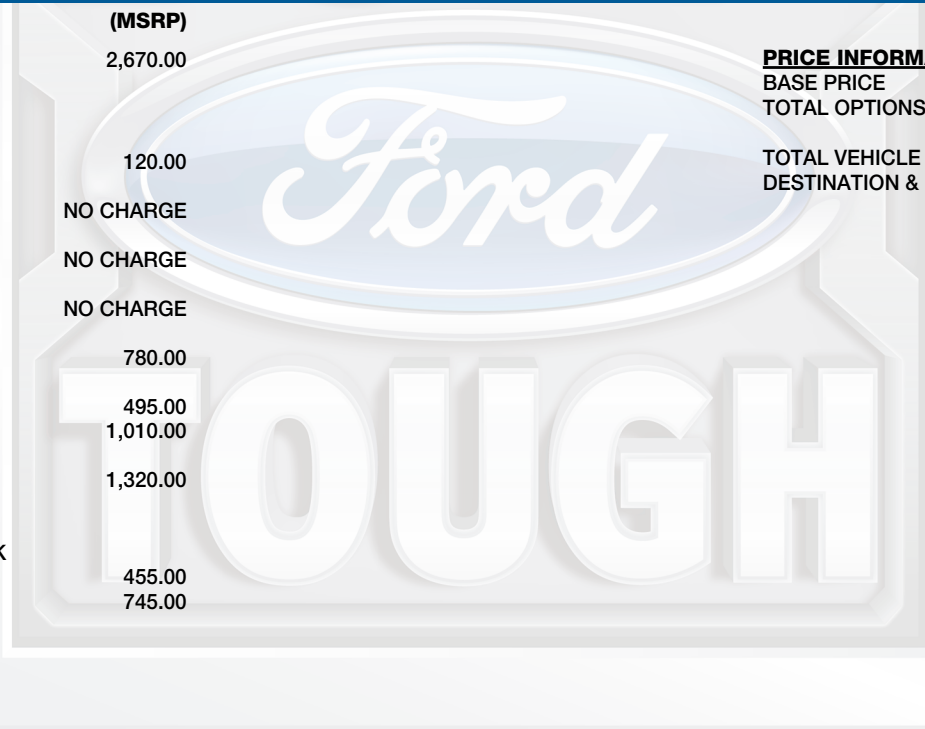 (MSRP)
2,670.00
120.00
NO CHARGE
NO CHARGE
NO CHARGE
780.00
495.00
1,010.00
1,320.00
455.00
745.00
PRICE INFORM
BASE PRICE
TOTAL OPTIONS
TOTAL VEHICLE
DESTINATION &
Ford
TOUGH